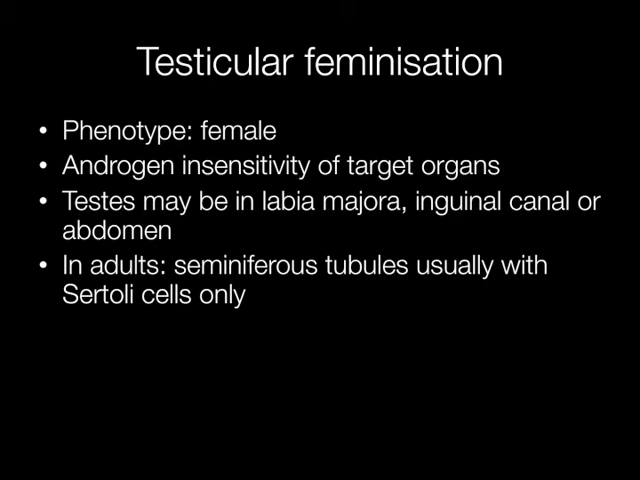 Testicular feminisation
• Phenotype: female
• Androgen insensitivity of target organs
• Testes may be in labia majora, inguinal canal or
abdomen
• In adults: seminiferous tubules usually with
Sertoli cells only